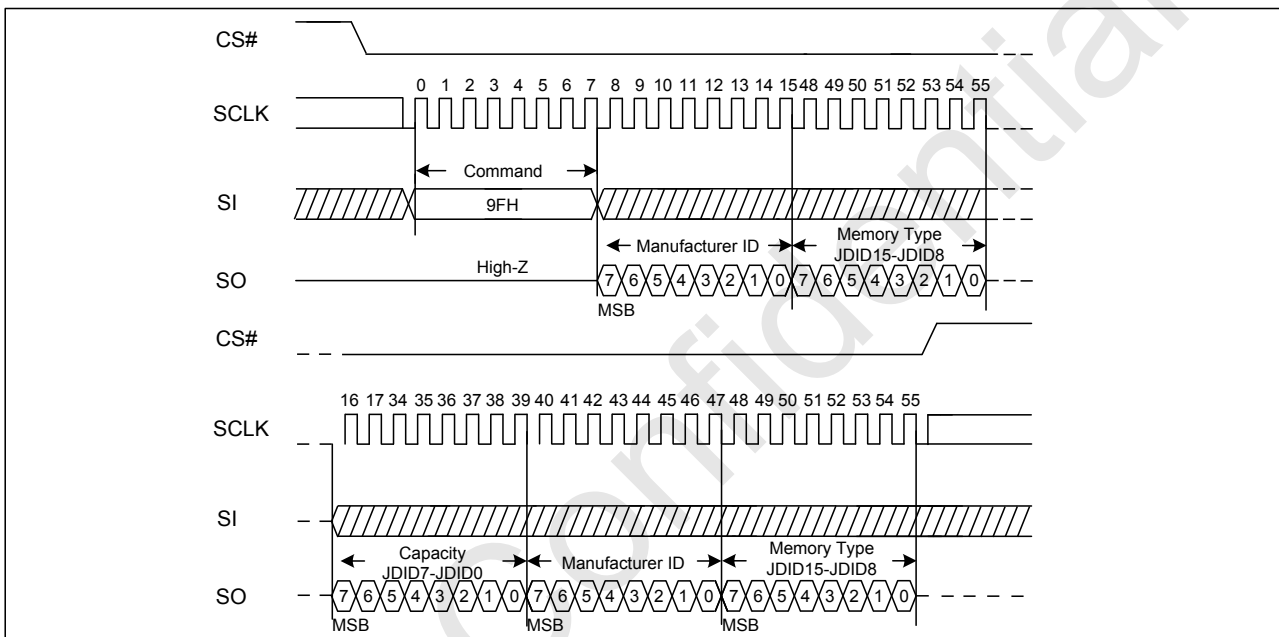 CS#
0 1 2 3 4 5 6 7 8 9 10 11 12 13 14 15 48 49 50 51 52 53 54 55
SCLK
Command
SI
9FH
Manufacturer ID
Memory Type
JDID15-JDID8
High-Z
SO
7 6 5 4 3 2 1 0 7 6 5 4 3 2 1 0
MSB
CS#
16 17 34 35 36 37 38 39 40 41 42 43 44 45 46 47 48 49 50 51 52 53 54 55
SCLK
SI
Capacity
JDID7-JDID0
Manufacturer ID
Memory Type
JDID15-JDID8
SO
7 6 5 4 3 2 1 0 7 6 5 4 3 2 1 0 7 6 5 4 3 2 1 0
MSB MSB MSB
Confidential